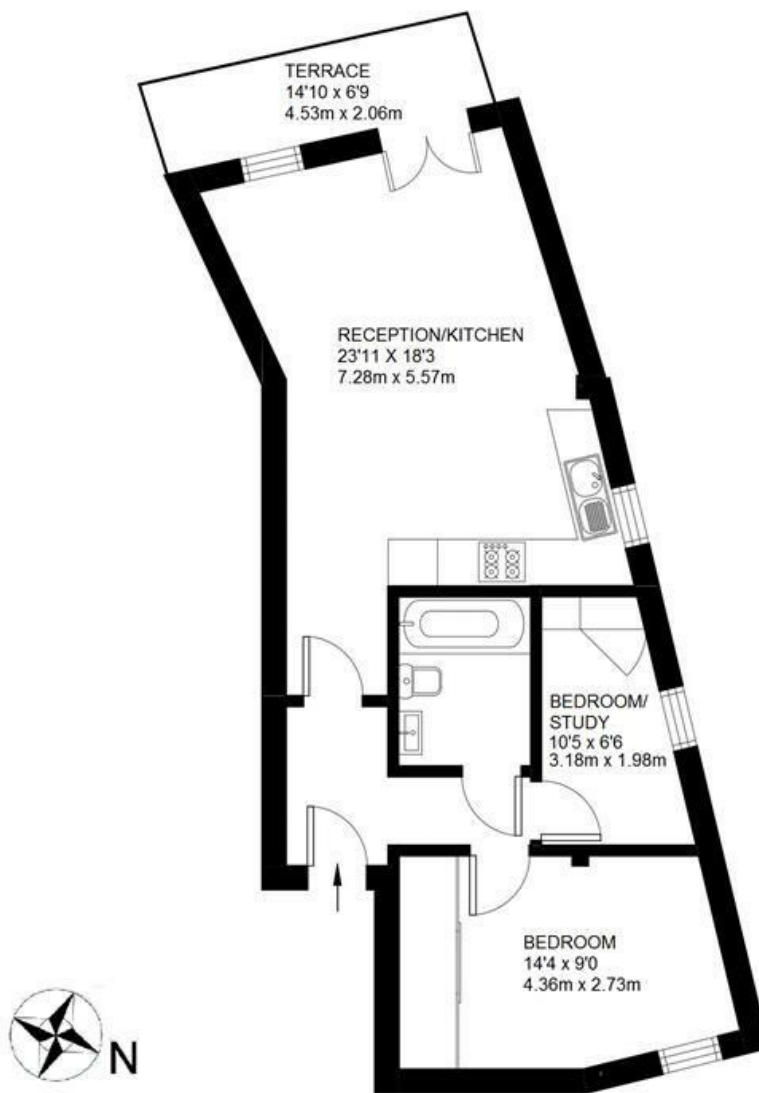 TERRACE
14'10 x 6'9
4.53m x 2.06m
RECEPTION/KITCHEN
23'11 X 18'3
7.28m x 5.57m
BEDROOM/
STUDY
10'5 x 6'6
3.18m x 1.98m
BEDROOM
14'4 x 9'0
4.36m x 2.73m
N